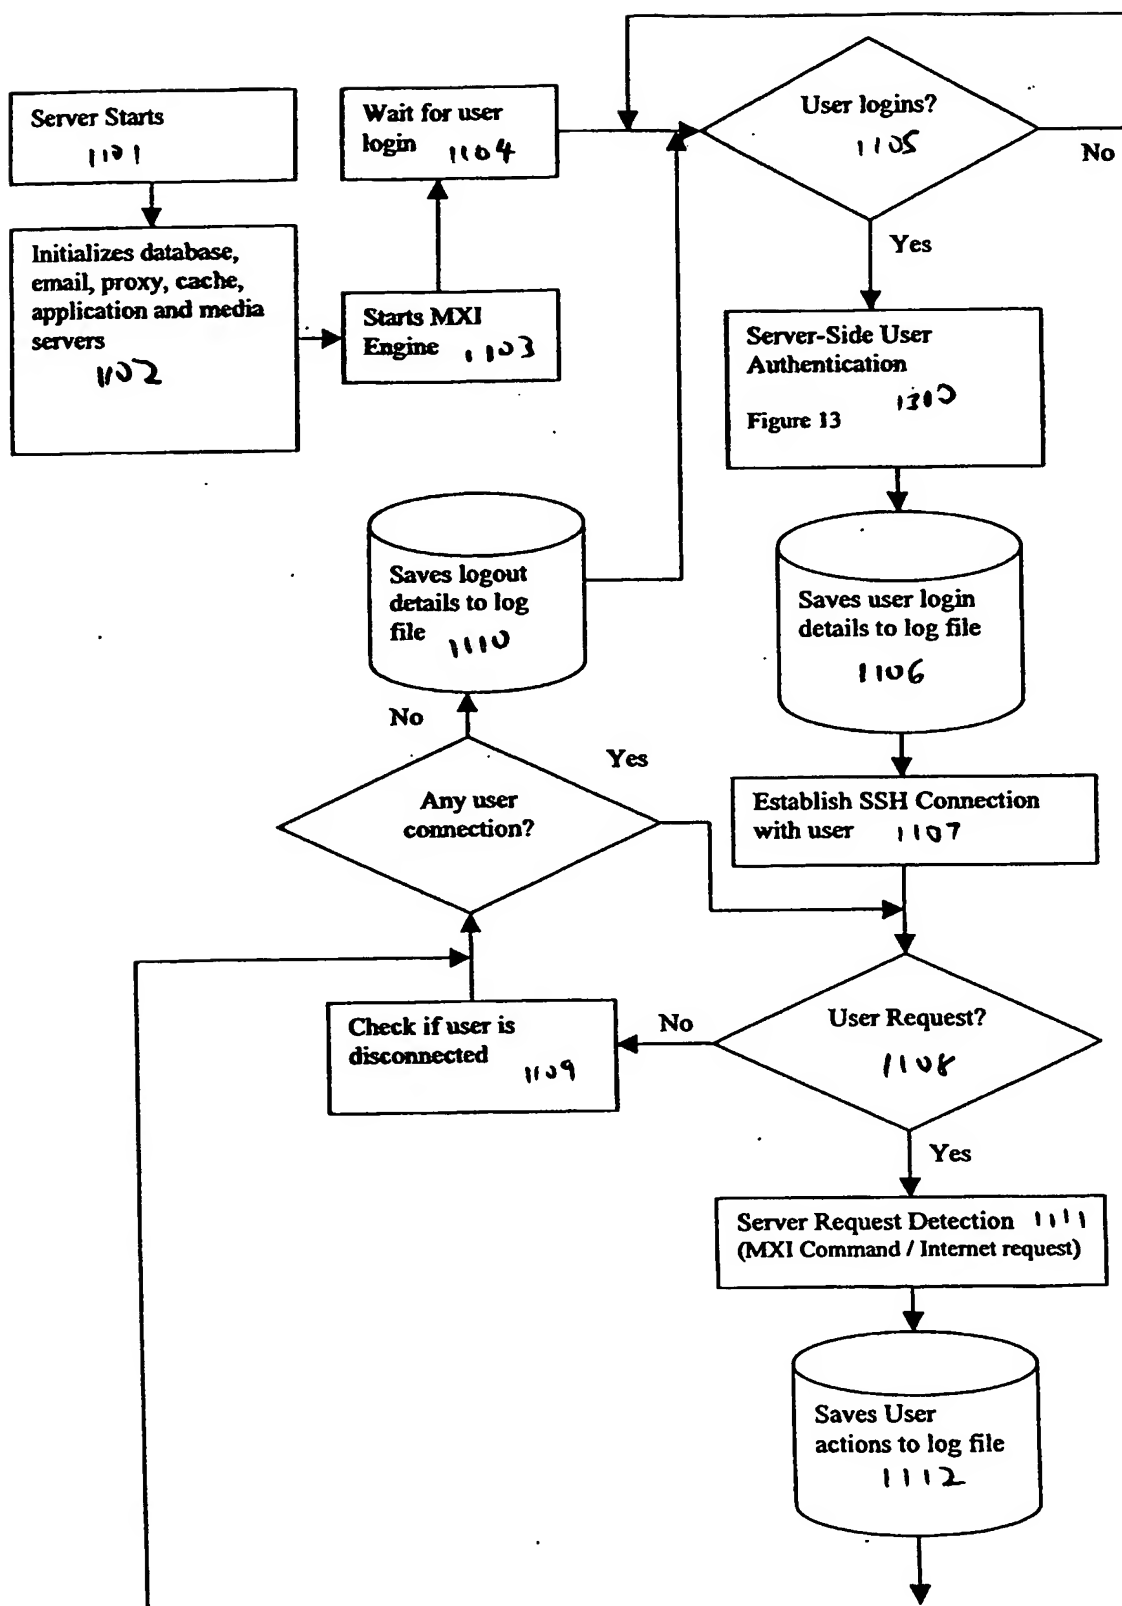 Server Starts
1101
Initializes database,
email, proxy, cache,
application and media
servers
1102
Starts MXI
Engine 1103
Wait for user
login 1104
User logins?
1105
No
Yes
Server-Side User
Authentication
1300
Figure 13
Saves user login
details to log file
1106
Establish SSH Connection
with user 1107
User Request?
1108
No
Check if user is
disconnected
1109
Any user
connection?
Yes
No
Saves logout
details to log
file 1110
Yes
Server Request Detection 1111
(MXI Command / Internet request)
Saves User
actions to log file
1112